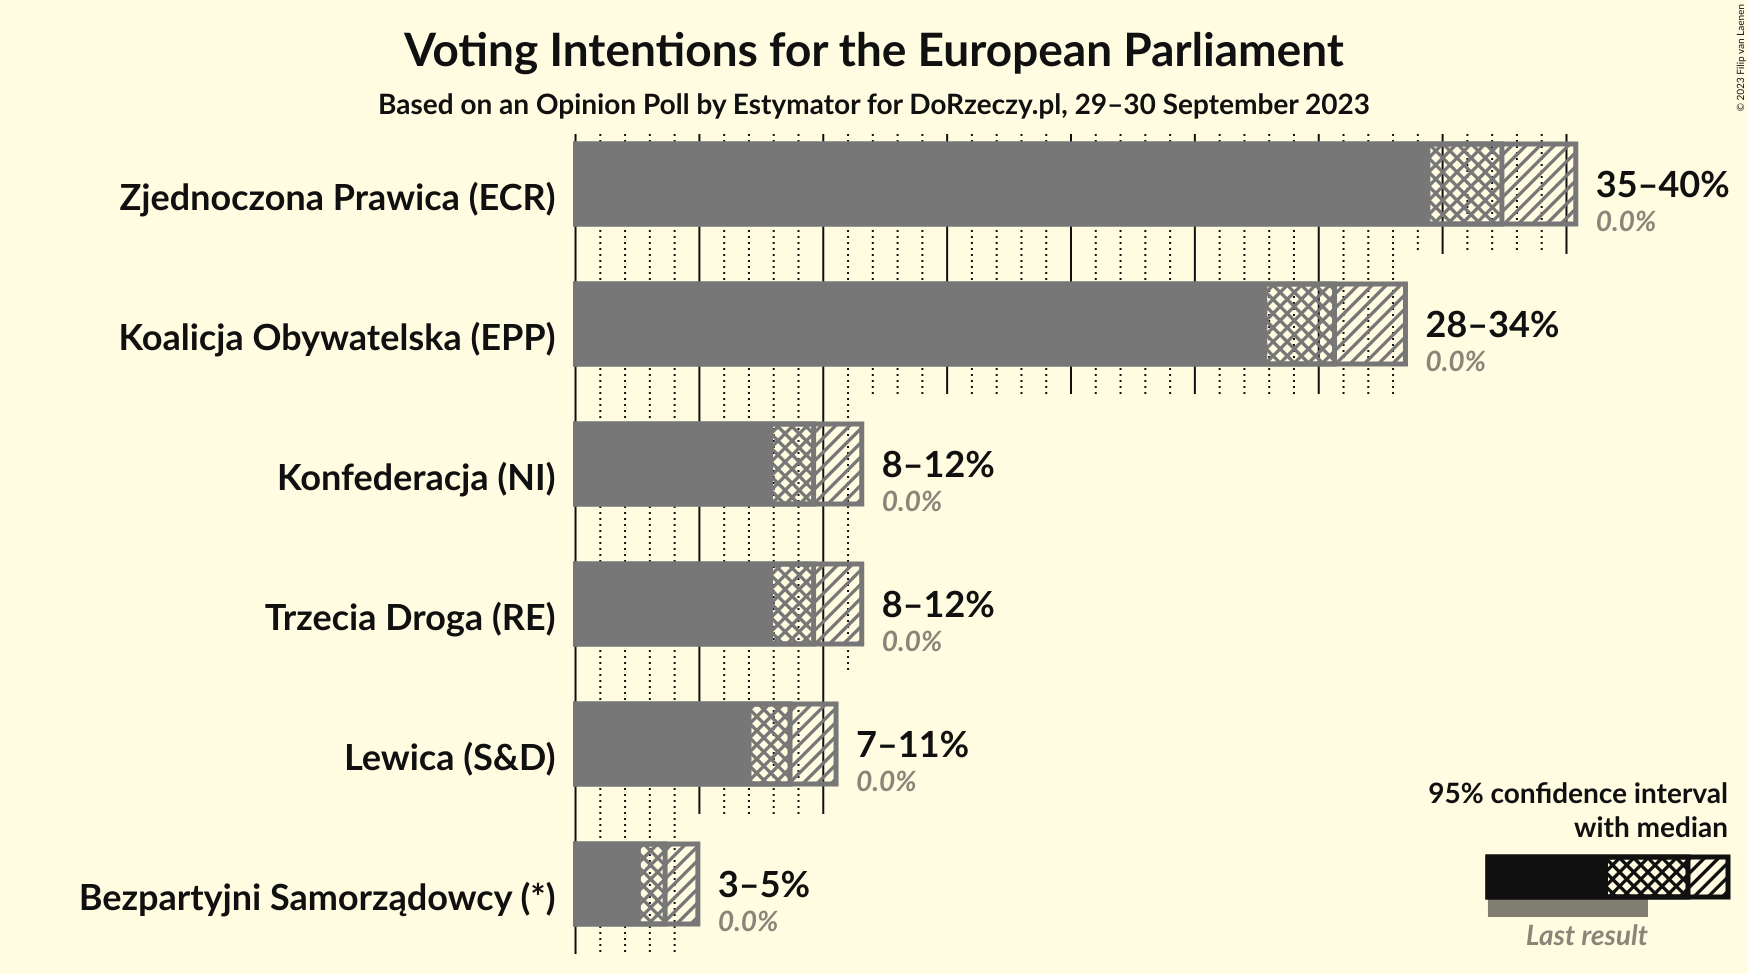 Voting Intentions for the European Parliament
Based on an Opinion Poll by Estymator for DoRzeczy.pl, 29–30 September 2023
© 2023 Filip van Laenen
Zjednoczona Prawica (ECR)
35–40%
0.0%
Koalicja Obywatelska (EPP)
28–34%
0.0%
Konfederacja (NI)
8–12%
0.0%
Trzecia Droga (RE)
8–12%
0.0%
Lewica (S&D)
7–11%
0.0%
Bezpartyjni Samorządowcy (*)
3–5%
0.0%
95% confidence interval
with median
Last result